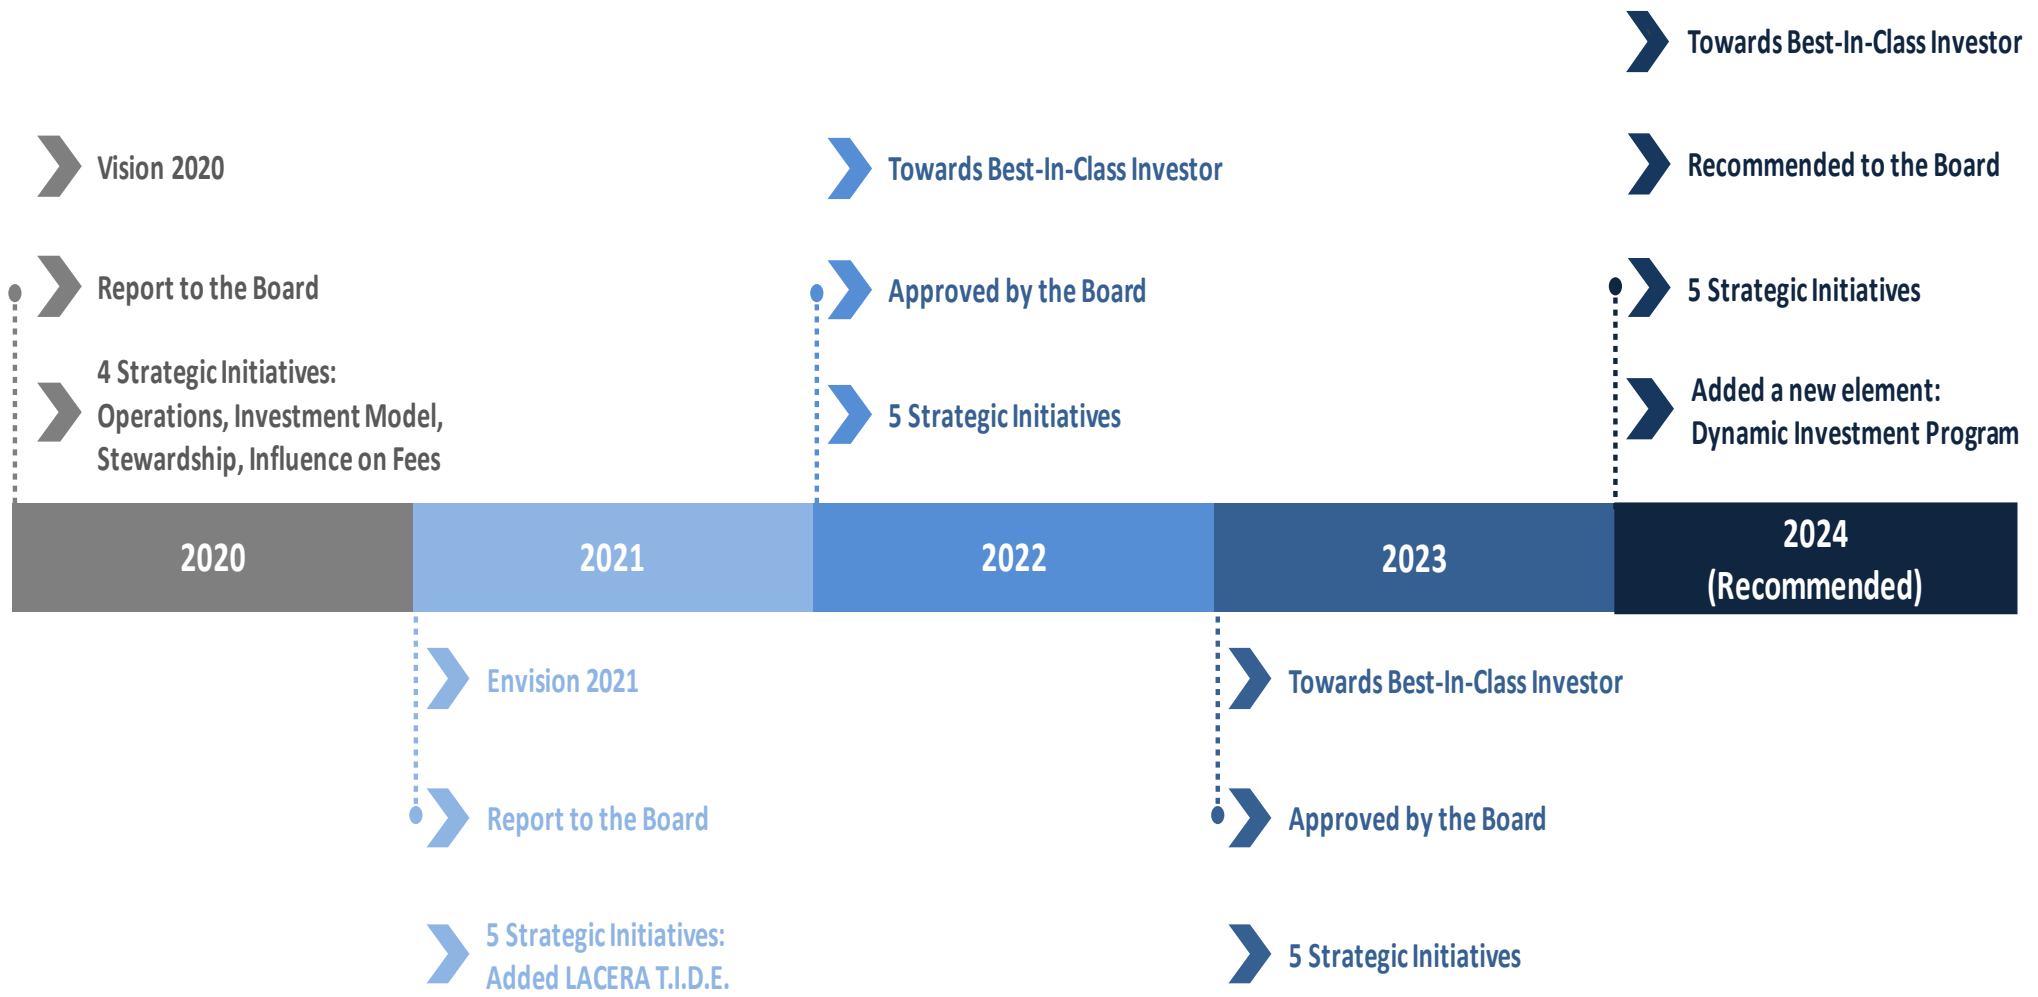 Vision 2020
Report to the Board
4 Strategic Initiatives:
Operations, Investment Model,
Stewardship, Influence on Fees
Towards Best-In-Class Investor
Approved by the Board
5 Strategic Initiatives
Towards Best-In-Class Investor
Recommended to the Board
5 Strategic Initiatives
Added a new element:
Dynamic Investment Program
2020
2021
2022
2023
2024
(Recommended)
Envision 2021
Report to the Board
5 Strategic Initiatives:
Added LACERA T.I.D.E.
Towards Best-In-Class Investor
Approved by the Board
5 Strategic Initiatives